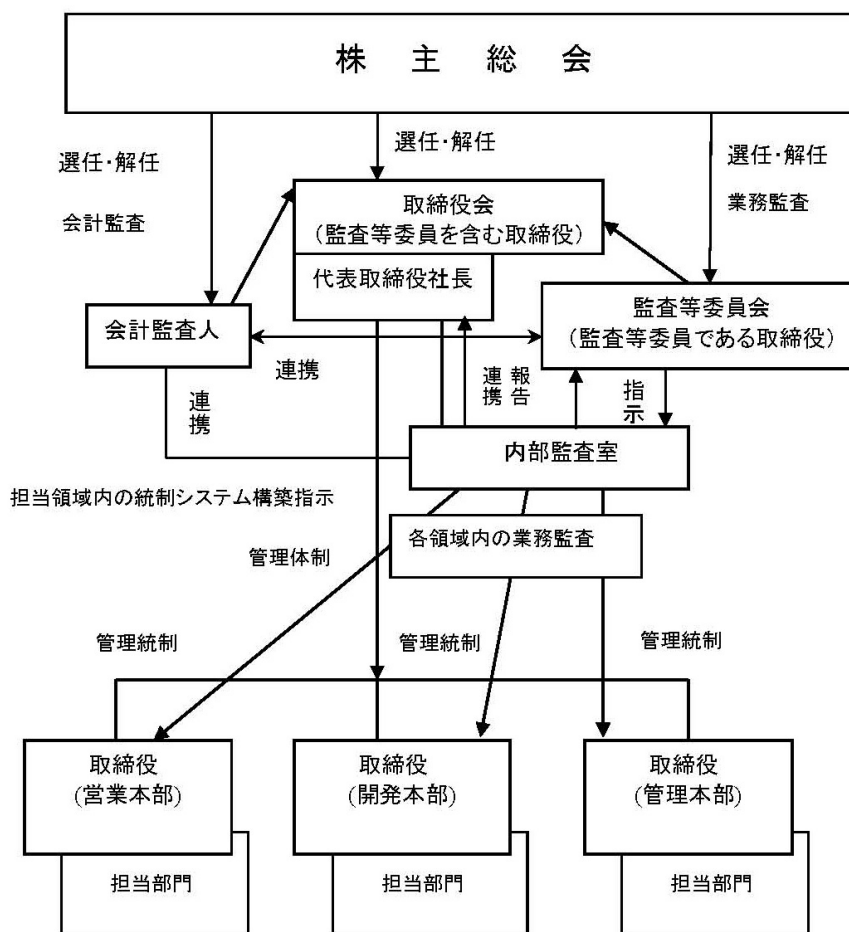 株主総会
選任・解任
選任・解任
選任・解任
会計監査
業務監査
取締役会
(監査等委員を含む取締役)
代表取締役社長
会計監査人
監査等委員会
(監査等委員である取締役)
連携
連携
連携
報告
指示
内部監査室
担当領域内の統制システム構築指示
各領域内の業務監査
管理体制
管理統制
管理統制
管理統制
取締役
(営業本部)
取締役
(開発本部)
取締役
(管理本部)
担当部門
担当部門
担当部門